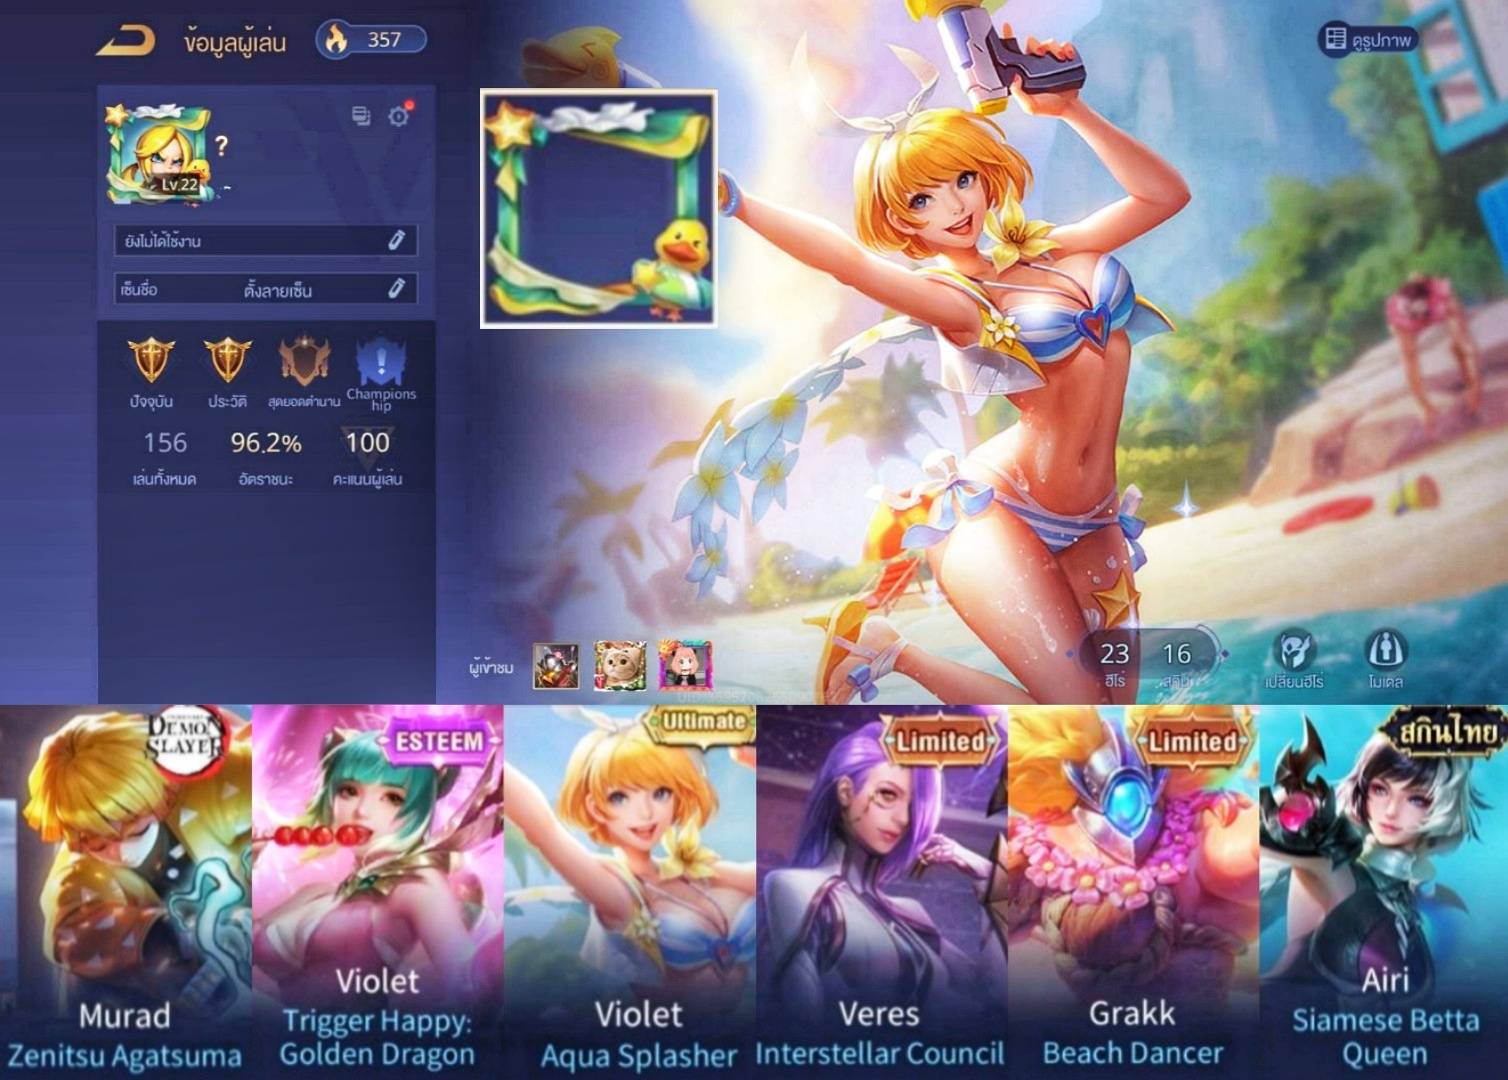 ข้อมูลผู้เล่น
357
ดูรูปภาพ
?
Lv.22
ยังไม่ได้ใช้งาน
เซ็นชื่อ ตั้งลายเซ็น
ปัจจุบัน ประวัติ สุดยอดตำนาน Champions
hip
156 96.2% 100
เล่นทั้งหมด อัตราชนะ คะแนนผู้เล่น
ผู้เข้าชม
23 16
ฮีโร่ สกิน เปลี่ยนฮีโร่ โมเดล
DEMON
SLAYER
ESTEEM
Ultimate
Limited
Limited
สกินไทย
Murad
Zenitsu Agatsuma
Violet
Trigger Happy:
Golden Dragon
Violet
Aqua Splasher
Veres
Interstellar Council
Grakk
Beach Dancer
Airi
Siamese Betta
Queen